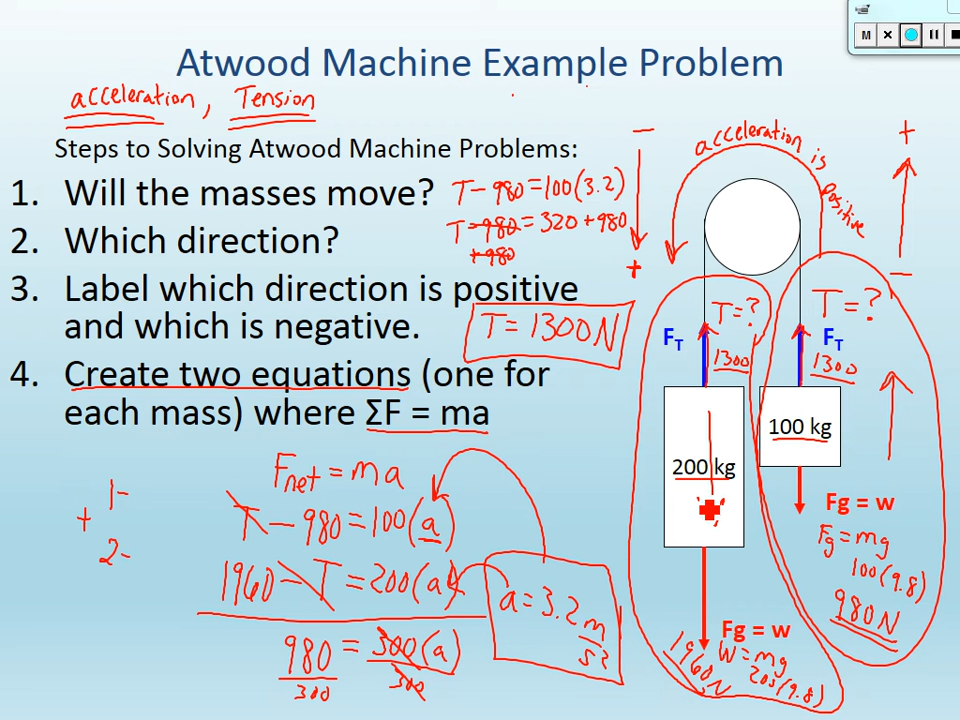 M
Atwood Machine Example Problem
acceleration, Tension
Steps to Solving Atwood Machine Problems:
1. Will the masses move?
2. Which direction?
3. Label which direction is positive
and which is negative.
4. Create two equations (one for
each mass) where ΣF = ma
T - 980 = 100(3.2)
T - 980 = 320 + 980
+980
T = 1300N
Fnet = ma
T - 980 = 100(a)
1960 - T = 200(a)
980 = 300(a)
300 300
1-
+
2-
a = 3.2 m/s²
acceleration is positive
-
+
+
-
T = ?
T = ?
FT
FT
1300
1300
100 kg
200 kg
Fg = w
Fg = mg
100(9.8)
980N
Fg = w
W = mg
200(9.8)
1960N